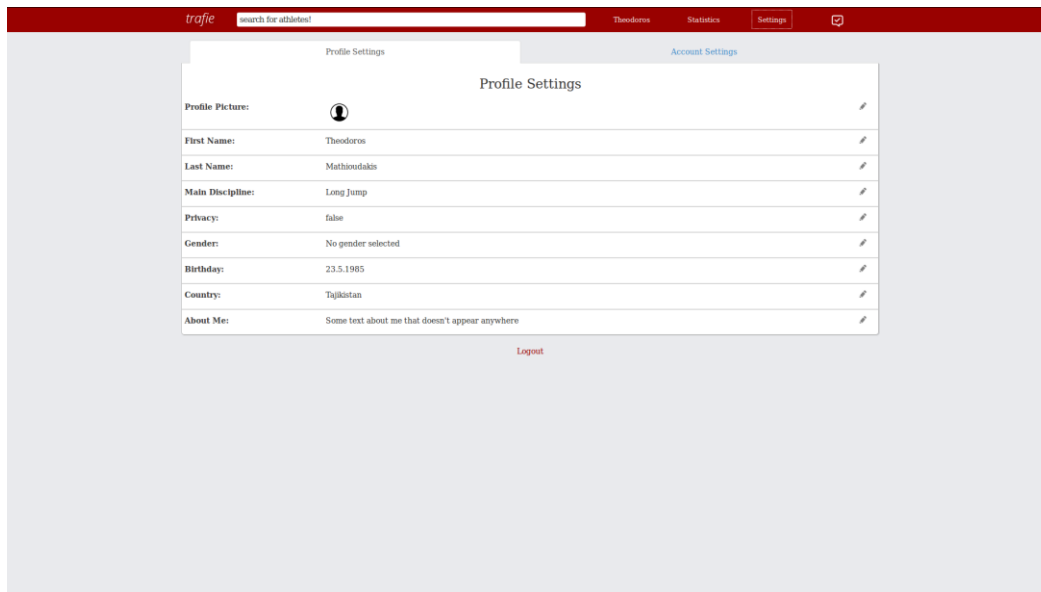 trafie search for athletes! Theodoros Statistics Settings
Profile Settings Account Settings
Profile Settings
Profile Picture:
First Name: Theodoros
Last Name: Mathioudakis
Main Discipline: Long Jump
Privacy: false
Gender: No gender selected
Birthday: 23.5.1985
Country: Tajikistan
About Me: Some text about me that doesn't appear anywhere
Logout